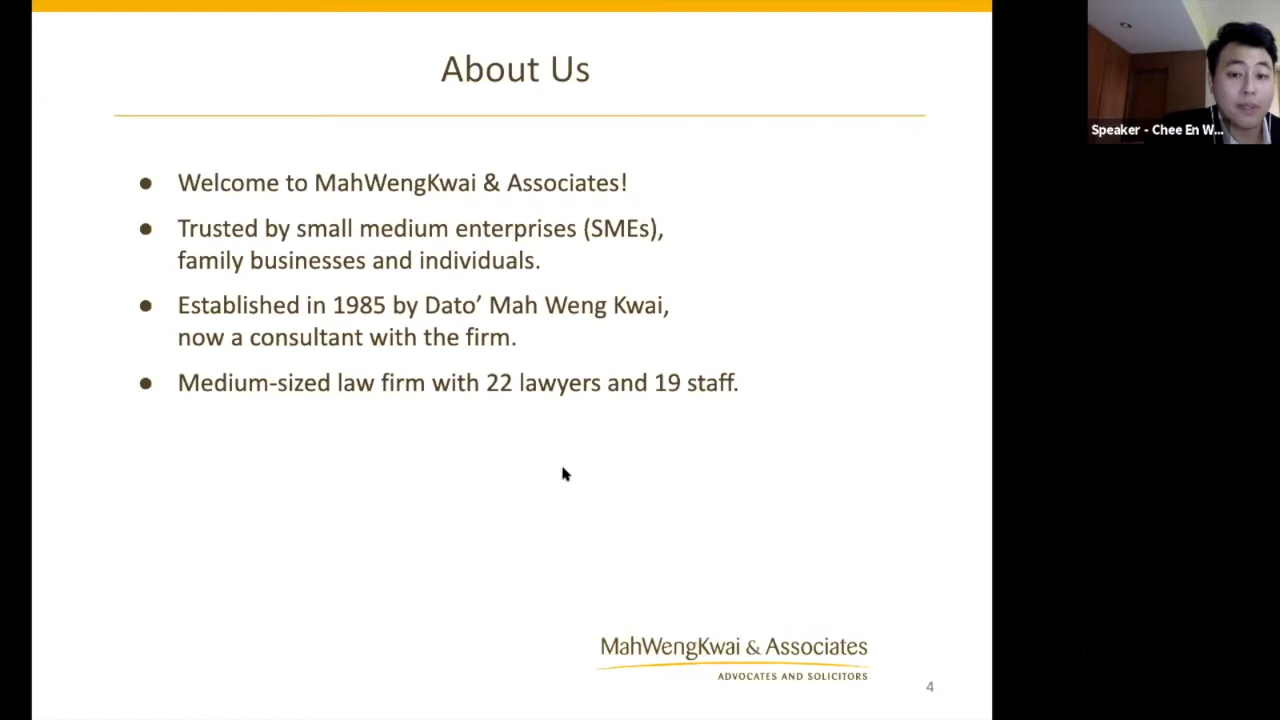 About Us
● Welcome to MahWengKwai & Associates!
● Trusted by small medium enterprises (SMEs),
family businesses and individuals.
● Established in 1985 by Dato’ Mah Weng Kwai,
now a consultant with the firm.
● Medium-sized law firm with 22 lawyers and 19 staff.
MahWengKwai & Associates
ADVOCATES AND SOLICITORS
4
Speaker - Chee En W...